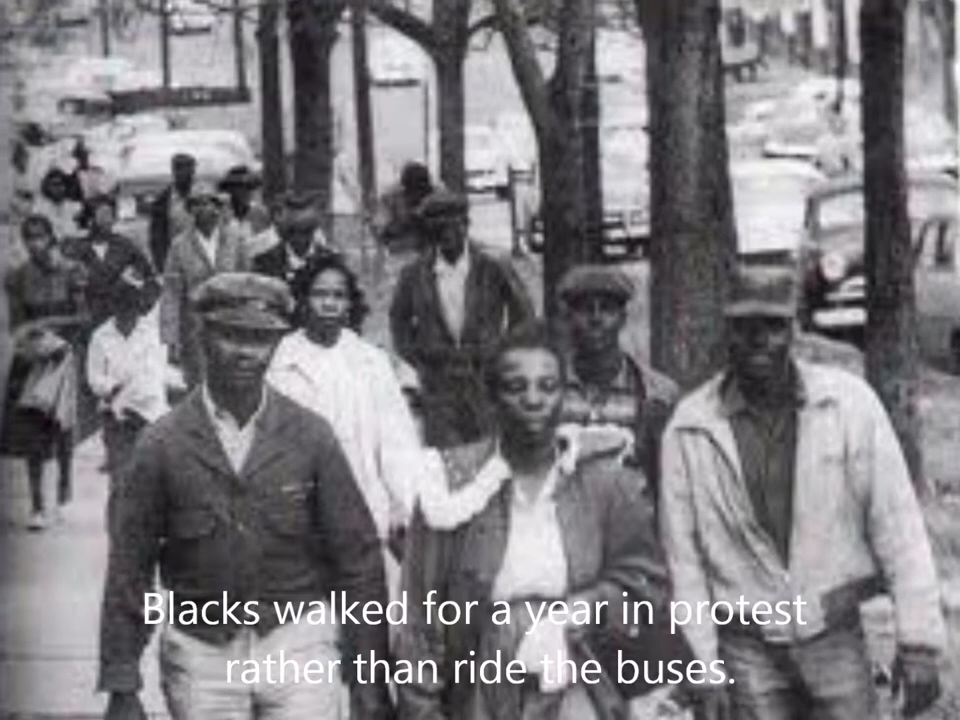 Blacks walked for a year in protest
rather than ride the buses.